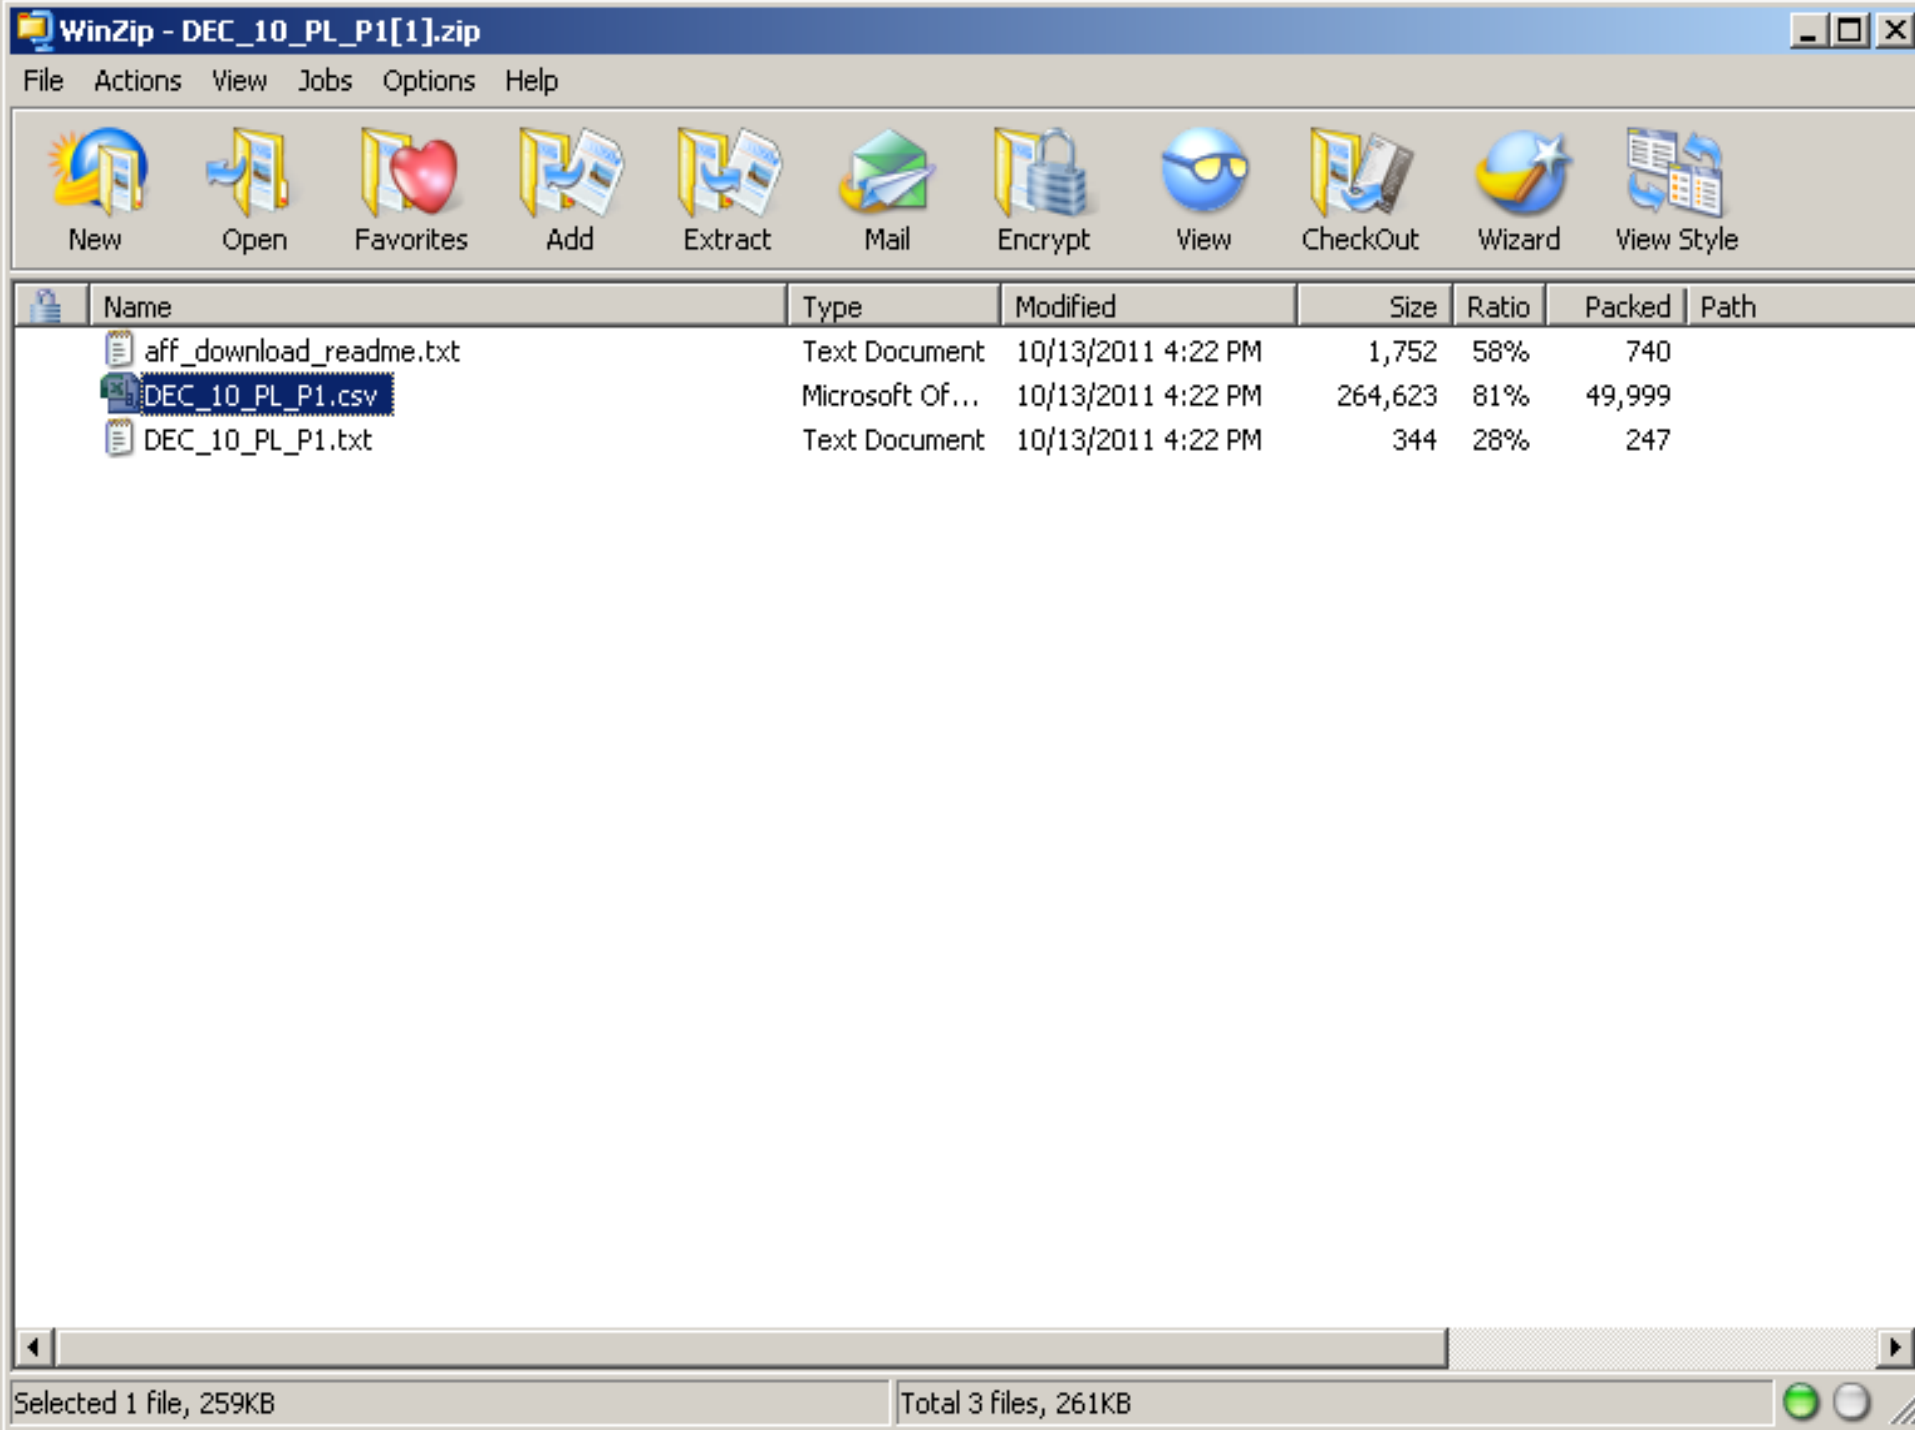 WinZip - DEC_10_PL_P1[1].zip
File Actions View Jobs Options Help
New Open Favorites Add Extract Mail Encrypt View CheckOut Wizard View Style
Name Type Modified Size Ratio Packed Path
aff_download_readme.txt Text Document 10/13/2011 4:22 PM 1,752 58% 740
DEC_10_PL_P1.csv Microsoft Of... 10/13/2011 4:22 PM 264,623 81% 49,999
DEC_10_PL_P1.txt Text Document 10/13/2011 4:22 PM 344 28% 247
Selected 1 file, 259KB Total 3 files, 261KB